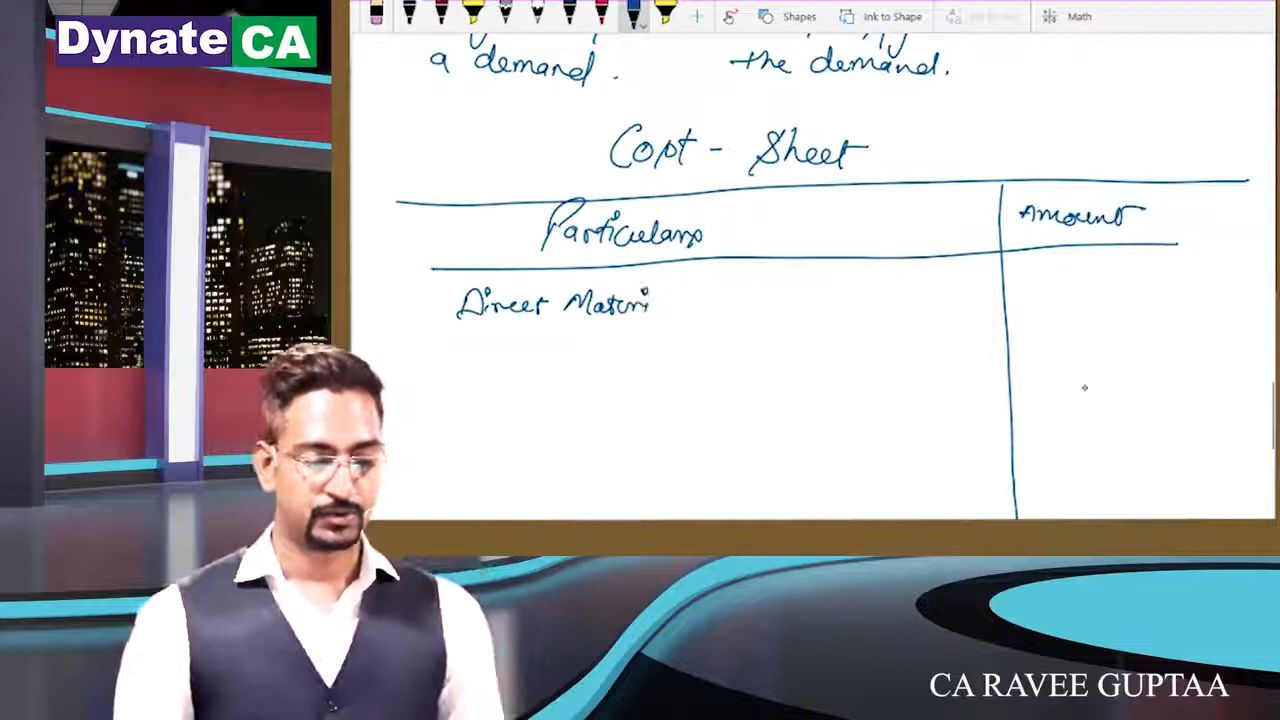 Dynate CA
Shapes
Ink to Shape
Math
a demand.
the demand.
Cost - Sheet
Particulars
Amount
Direct Materi
CA RAVEE GUPTAA